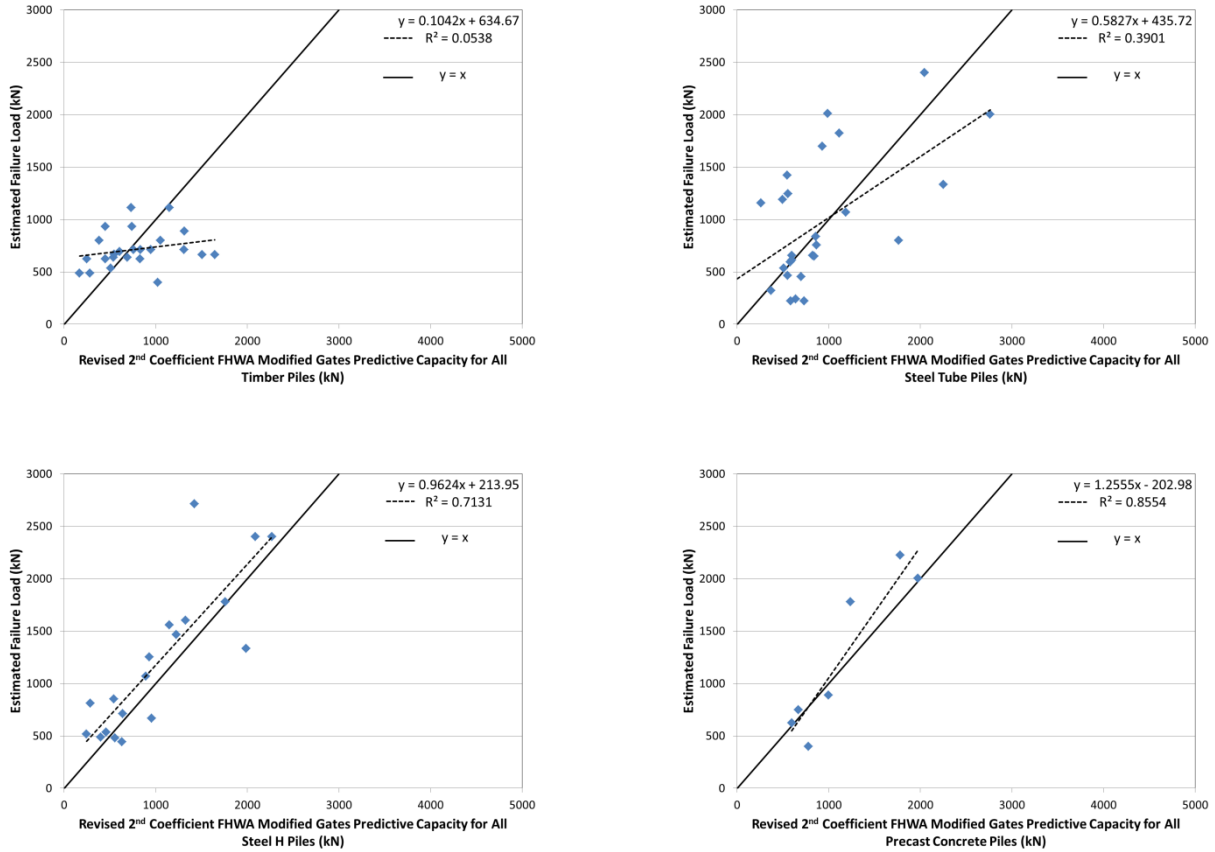 3000
2500
2000
1500
1000
500
0
Estimated Failure Load (kN)
y = 0.1042x + 634.67
R² = 0.0538
y = x
0 1000 2000 3000 4000 5000
Revised 2nd Coefficient FHWA Modified Gates Predictive Capacity for All
Timber Piles (kN)
3000
2500
2000
1500
1000
500
0
Estimated Failure Load (kN)
y = 0.5827x + 435.72
R² = 0.3901
y = x
0 1000 2000 3000 4000 5000
Revised 2nd Coefficient FHWA Modified Gates Predictive Capacity for All
Steel Tube Piles (kN)
3000
2500
2000
1500
1000
500
0
Estimated Failure Load (kN)
y = 0.9624x + 213.95
R² = 0.7131
y = x
0 1000 2000 3000 4000 5000
Revised 2nd Coefficient FHWA Modified Gates Predictive Capacity for All
Steel H Piles (kN)
3000
2500
2000
1500
1000
500
0
Estimated Failure Load (kN)
y = 1.2555x - 202.98
R² = 0.8554
y = x
0 1000 2000 3000 4000 5000
Revised 2nd Coefficient FHWA Modified Gates Predictive Capacity for All
Precast Concrete Piles (kN)